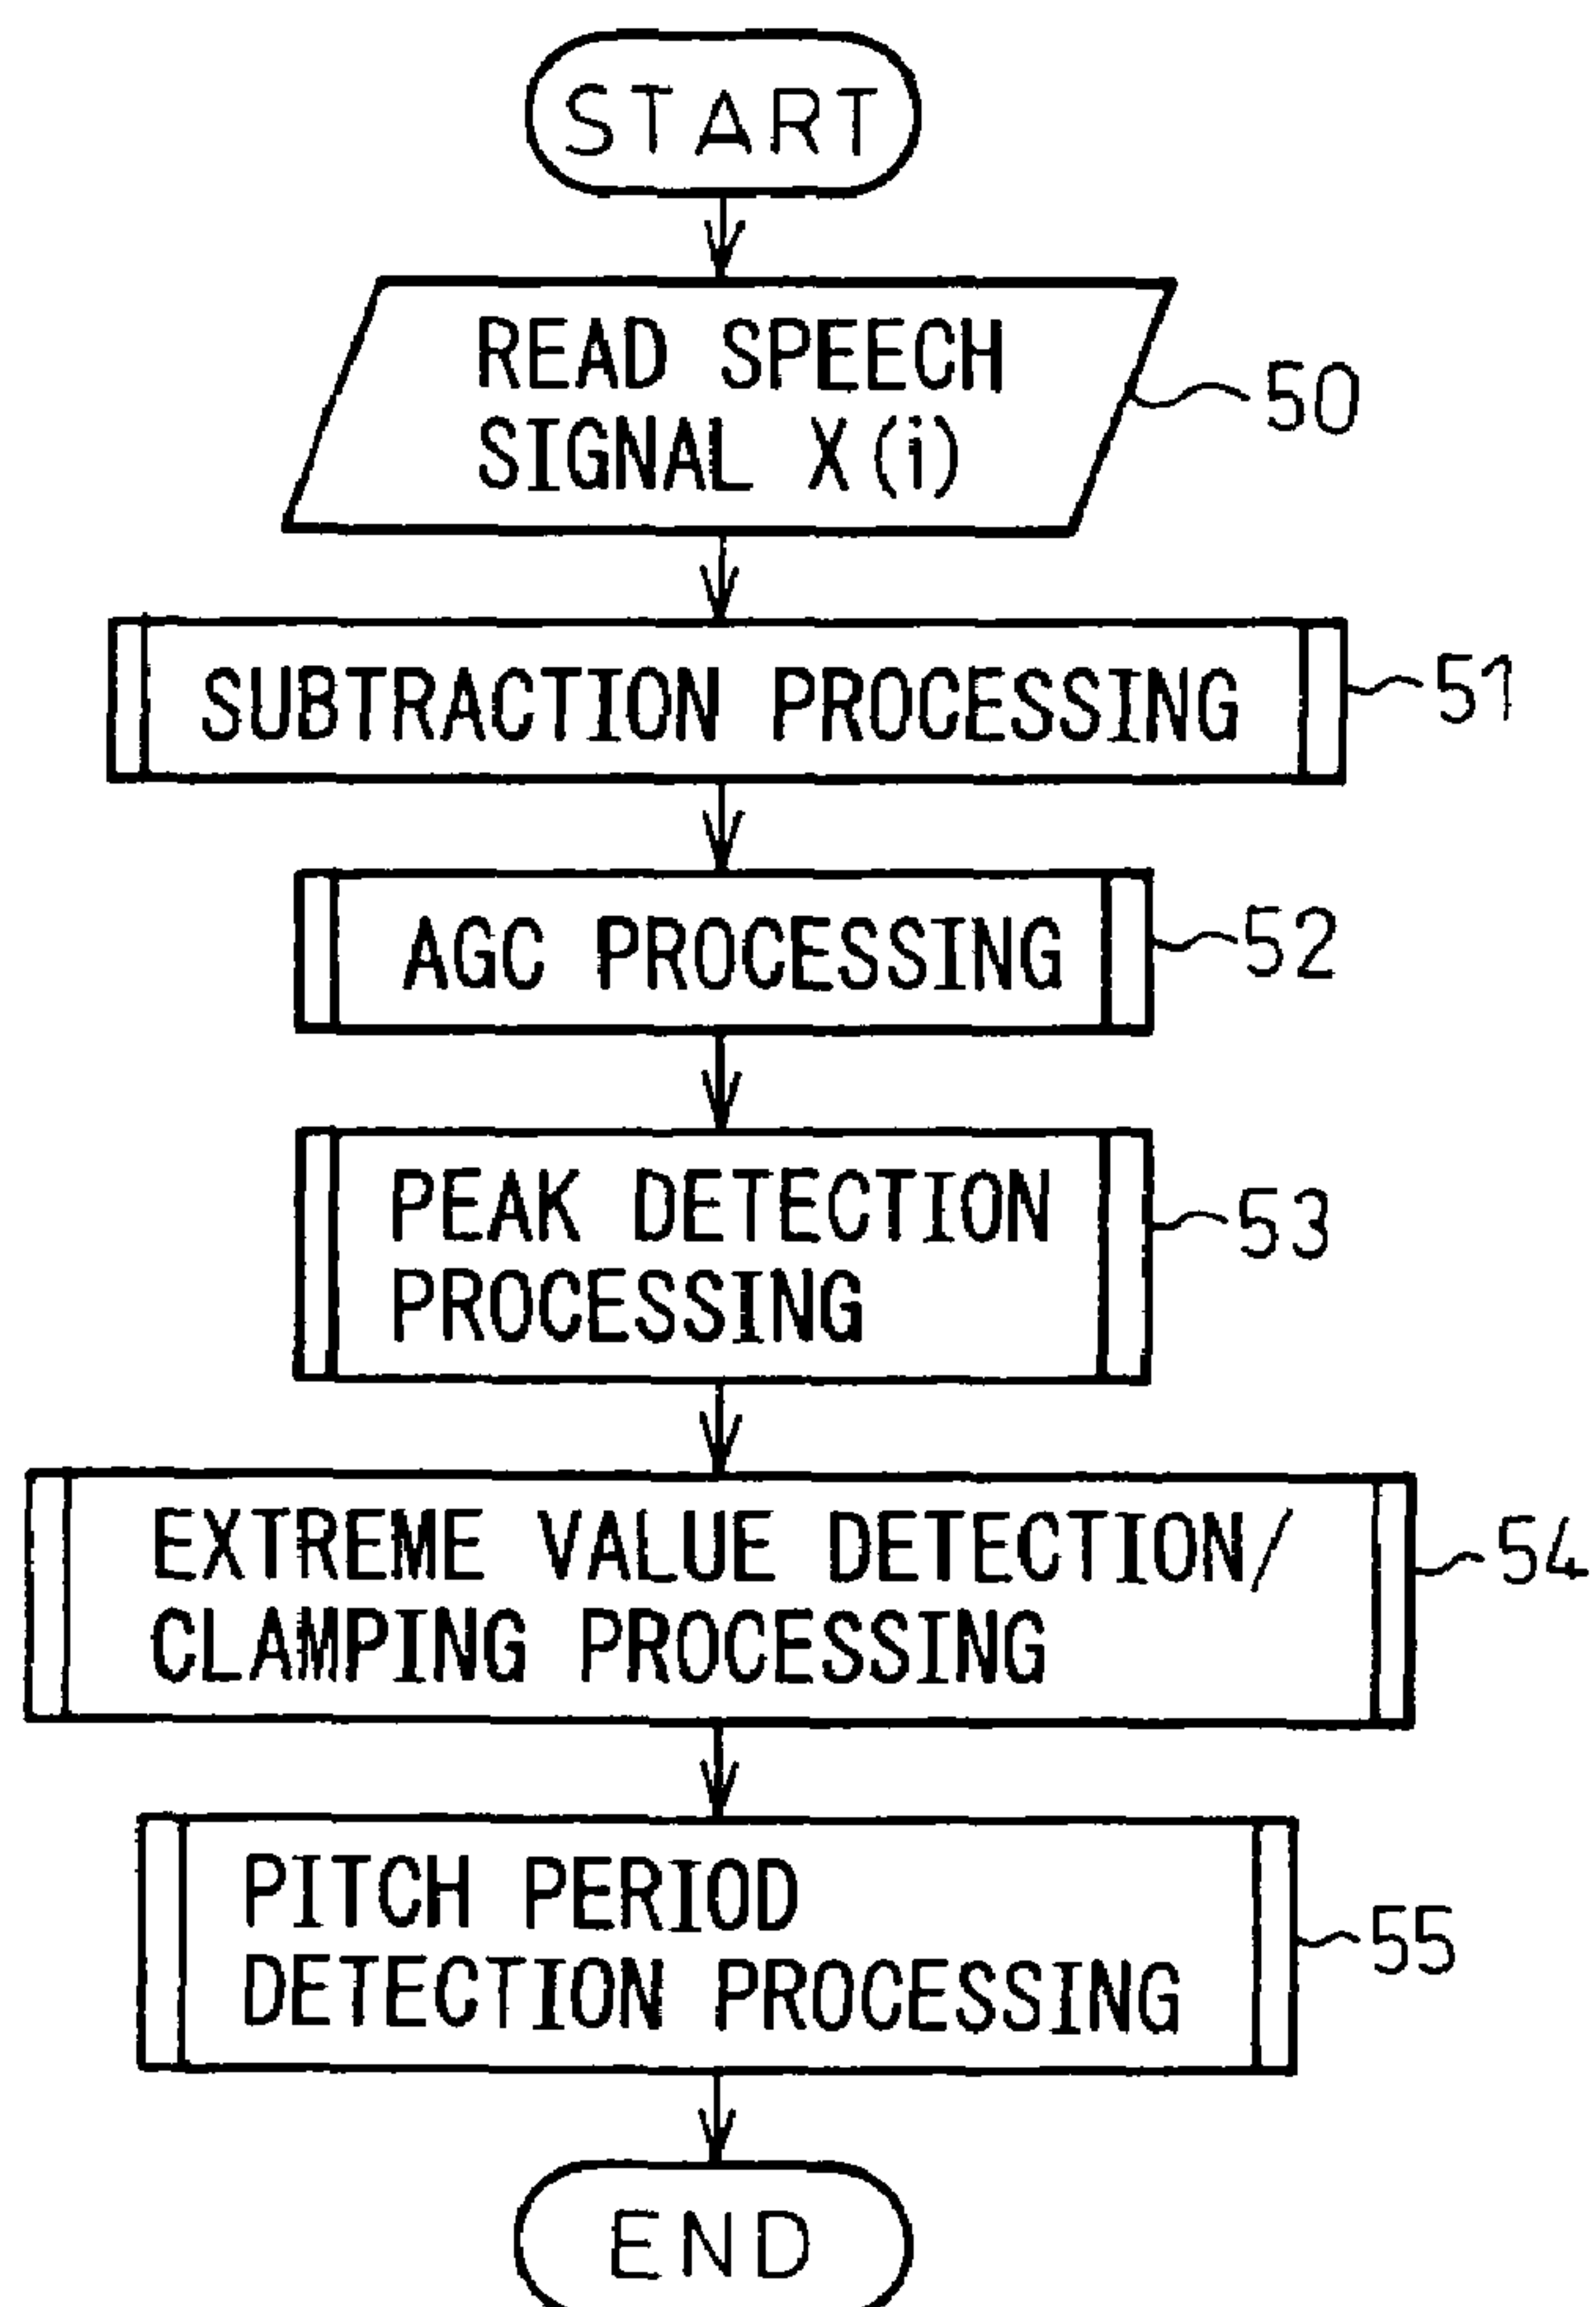 START
READ SPEECH
SIGNAL X(i)
50
SUBTRACTION PROCESSING
51
AGC PROCESSING
52
PEAK DETECTION
PROCESSING
53
EXTREME VALUE DETECTION/
CLAMPING PROCESSING
54
PITCH PERIOD
DETECTION PROCESSING
55
END